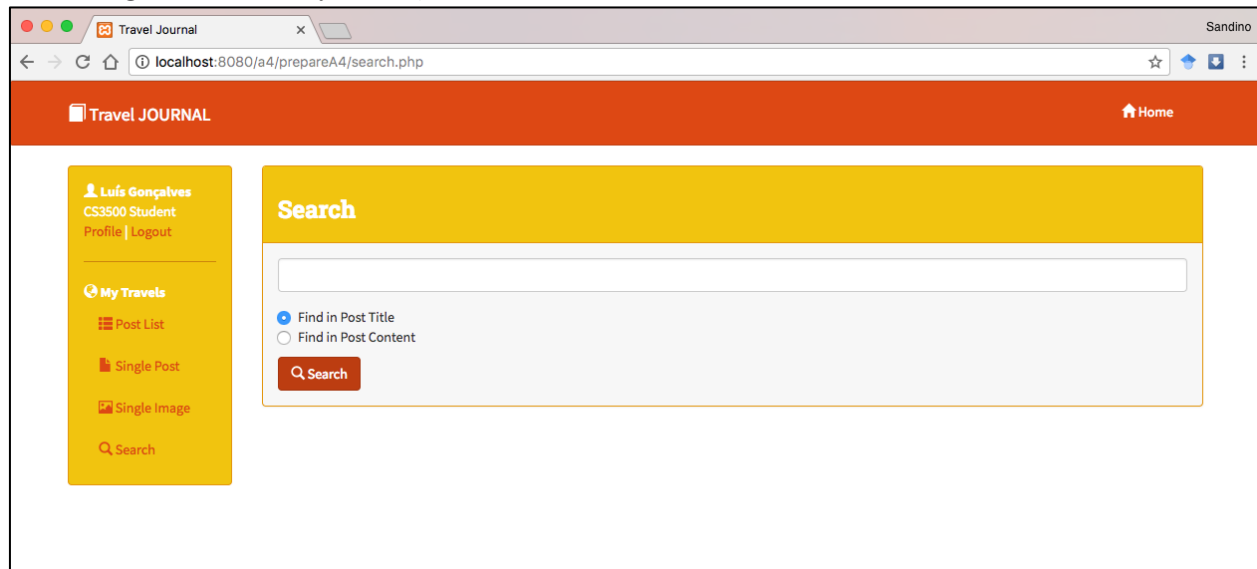 Travel Journal
Sandino
localhost:8080/a4/prepareA4/search.php
Travel JOURNAL
Home
Luís Gonçalves
CS3500 Student
Profile | Logout
My Travels
Post List
Single Post
Single Image
Search
Search
Find in Post Title
Find in Post Content
Search